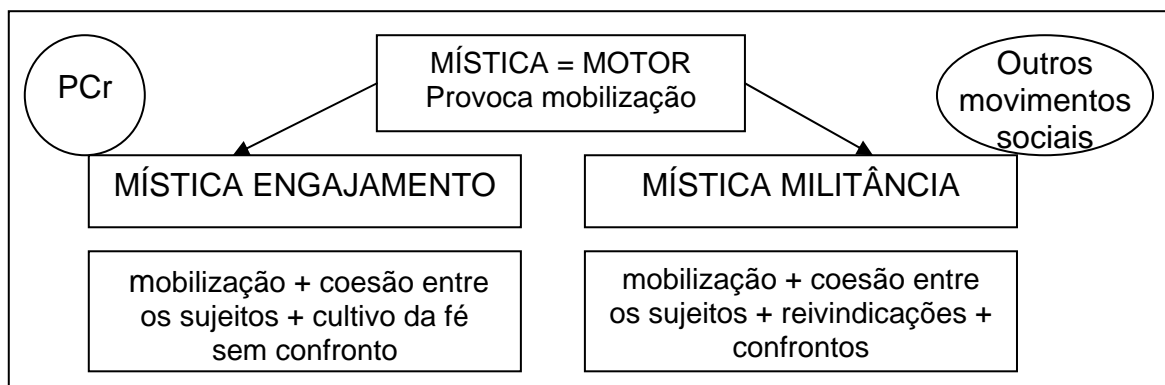 PCr
MÍSTICA = MOTOR
Provoca mobilização
Outros
movimentos
sociais
MÍSTICA ENGAJAMENTO
MÍSTICA MILITÂNCIA
mobilização + coesão entre
os sujeitos + cultivo da fé
sem confronto
mobilização + coesão entre
os sujeitos + reivindicações +
confrontos